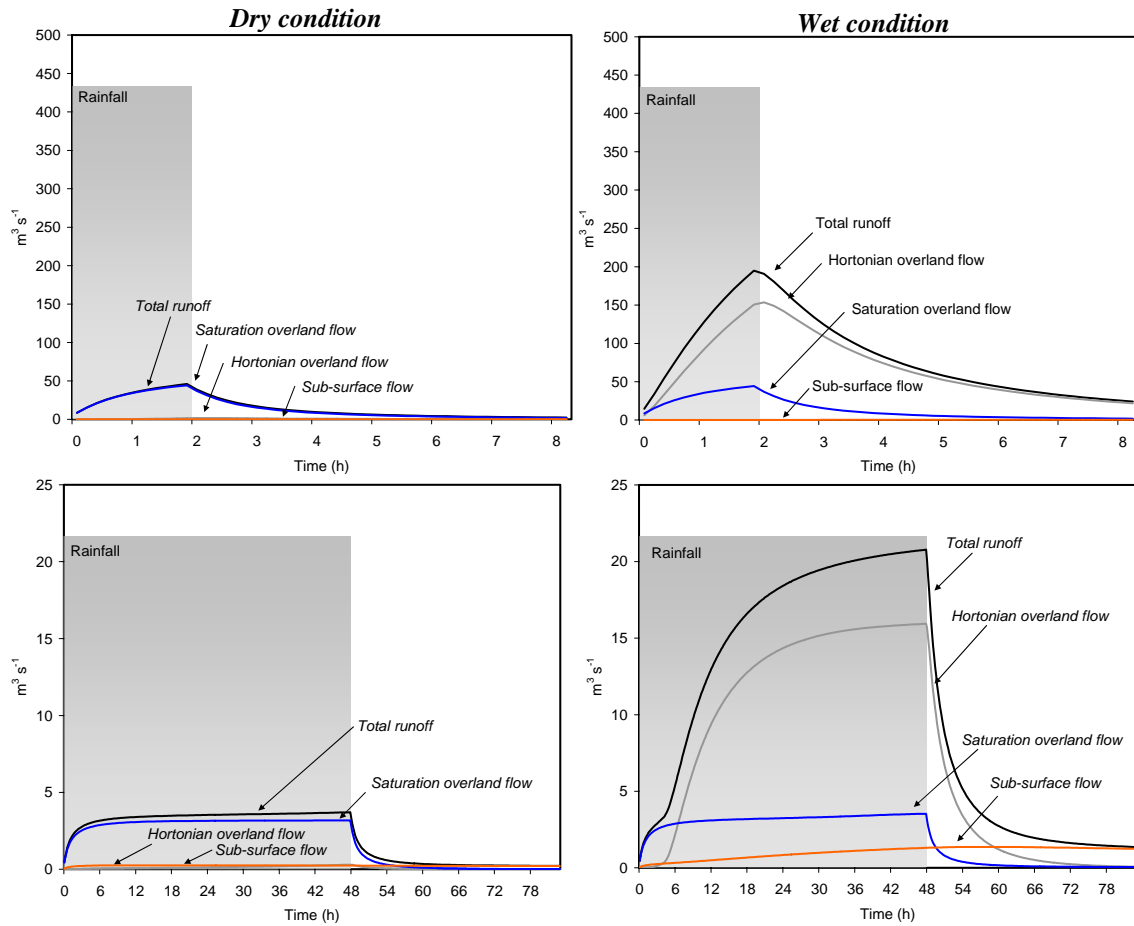 Dry condition
Wet condition
500
450
400
350
300
250
200
150
100
50
0
m³ s⁻¹
Rainfall
Total runoff
Saturation overland flow
Hortonian overland flow
Sub-surface flow
0 1 2 3 4 5 6 7 8
Time (h)
500
450
400
350
300
250
200
150
100
50
0
m³ s⁻¹
Rainfall
Total runoff
Hortonian overland flow
Saturation overland flow
Sub-surface flow
0 1 2 3 4 5 6 7 8
Time (h)
25
20
15
10
5
0
m³ s⁻¹
Rainfall
Total runoff
Saturation overland flow
Hortonian overland flow
Sub-surface flow
0 6 12 18 24 30 36 42 48 54 60 66 72 78
Time (h)
25
20
15
10
5
0
m³ s⁻¹
Rainfall
Total runoff
Hortonian overland flow
Saturation overland flow
Sub-surface flow
0 6 12 18 24 30 36 42 48 54 60 66 72 78
Time (h)